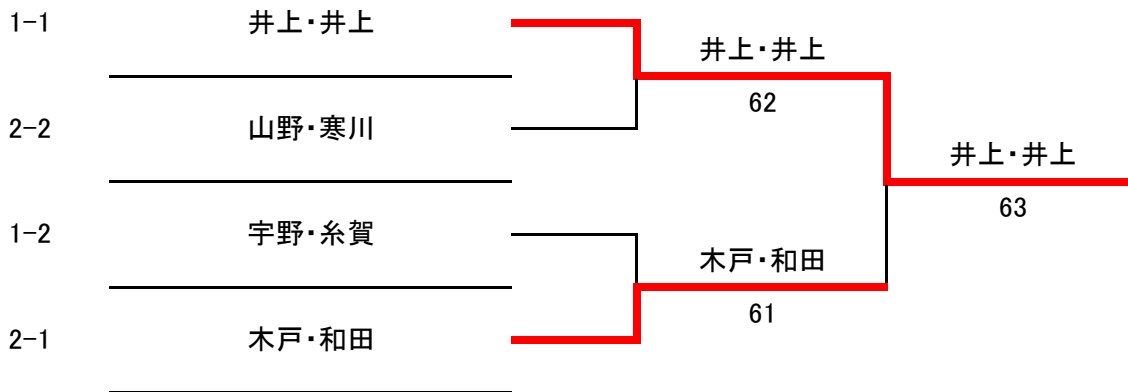 1-1 井上・井上
井上・井上
62
2-2 山野・寒川
井上・井上
63
1-2 宇野・糸賀
木戸・和田
61
2-1 木戸・和田